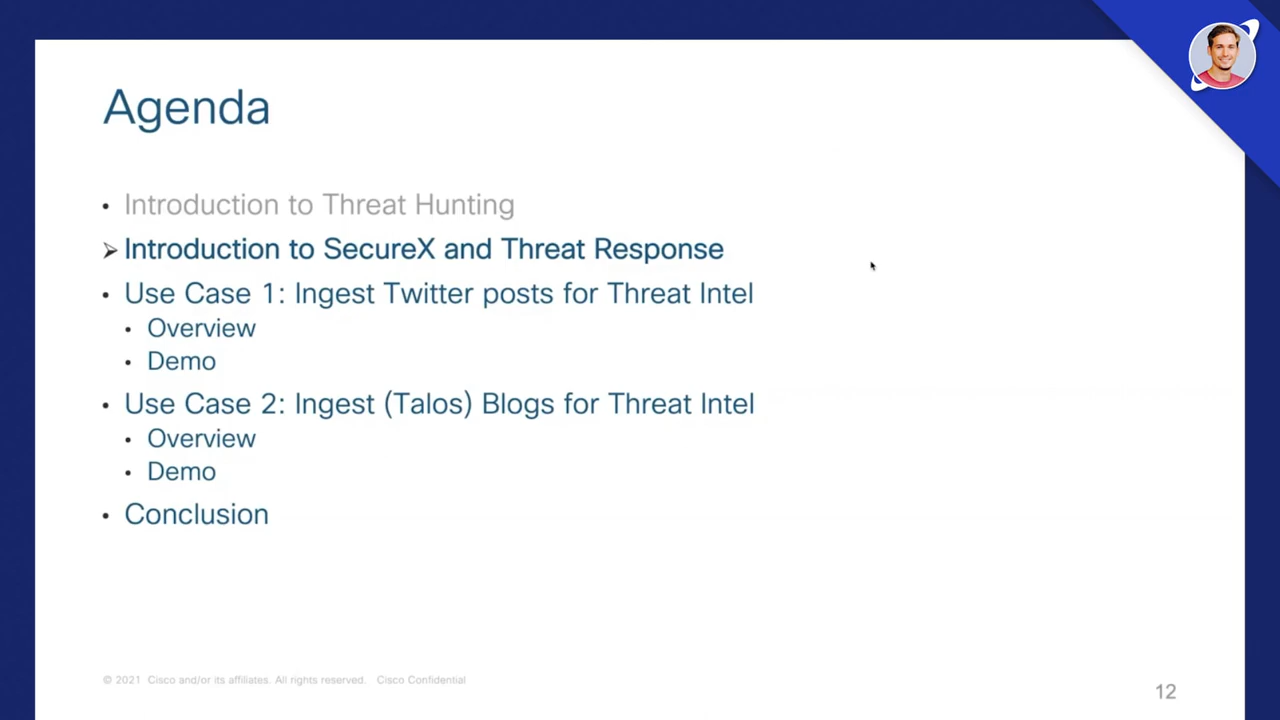 Agenda
• Introduction to Threat Hunting
➢ Introduction to SecureX and Threat Response
• Use Case 1: Ingest Twitter posts for Threat Intel
• Overview
• Demo
• Use Case 2: Ingest (Talos) Blogs for Threat Intel
• Overview
• Demo
• Conclusion
© 2021 Cisco and/or its affiliates. All rights reserved. Cisco Confidential
12